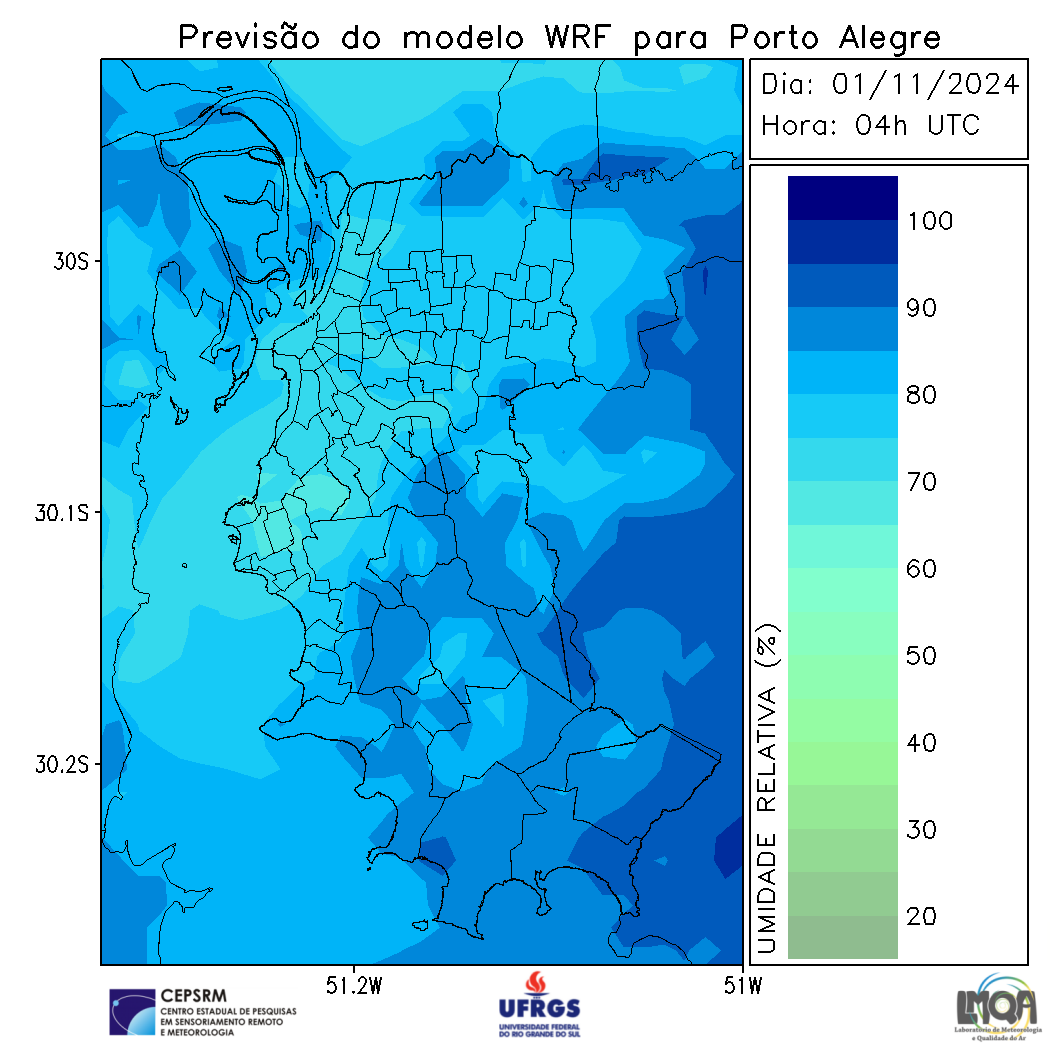 Previsão do modelo WRF para Porto Alegre
Dia: 01/11/2024
Hora: 04h UTC
30S
30.1S
30.2S
51.2W
51W
100
90
80
70
60
50
40
30
20
UMIDADE RELATIVA (%)
CEPSRM
CENTRO ESTADUAL DE PESQUISAS
EM SENSORIAMENTO REMOTO
E METEOROLOGIA
UFRGS
UNIVERSIDADE FEDERAL
DO RIO GRANDE DO SUL
LMQA
Laboratório de Meteorologia
e Qualidade do Ar